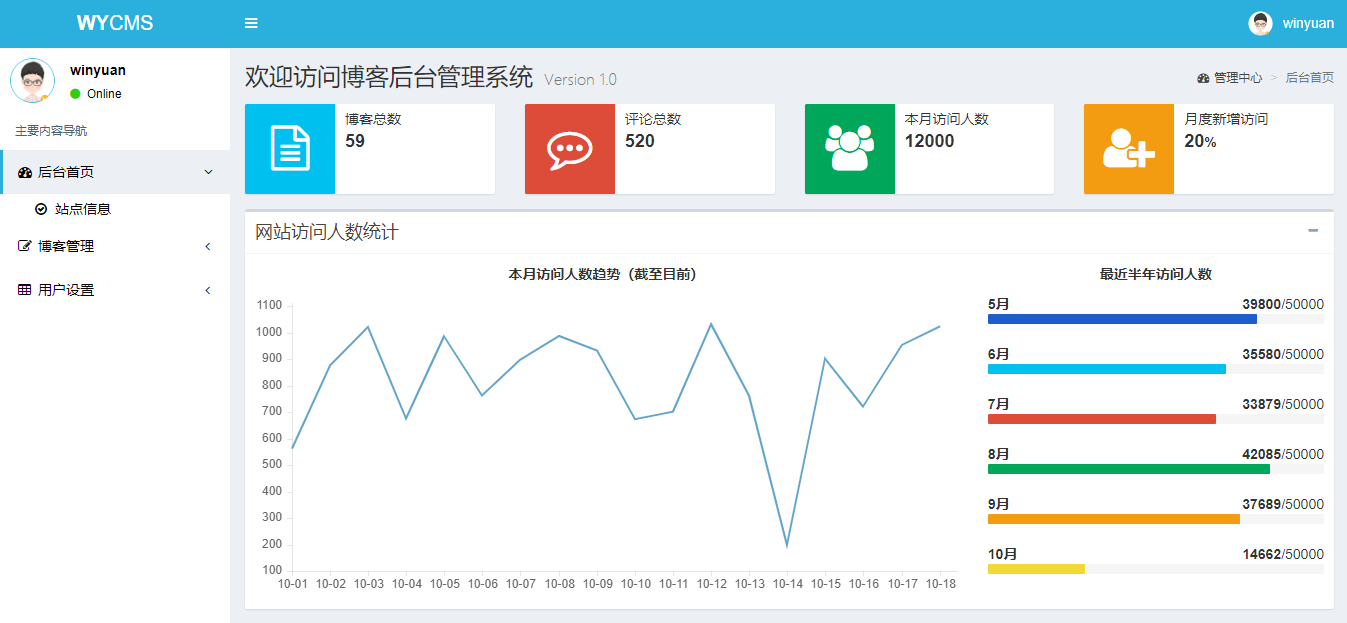 WYCMS
winyuan
winyuan
Online
主要内容导航
后台首页
站点信息
博客管理
用户设置
欢迎访问博客后台管理系统 Version 1.0
管理中心 > 后台首页
博客总数
59
评论总数
520
本月访问人数
12000
月度新增访问
20%
网站访问人数统计
本月访问人数趋势（截至目前）
1100
1000
900
800
700
600
500
400
300
200
100
10-01 10-02 10-03 10-04 10-05 10-06 10-07 10-08 10-09 10-10 10-11 10-12 10-13 10-14 10-15 10-16 10-17 10-18
最近半年访问人数
5月 39800/50000
6月 35580/50000
7月 33879/50000
8月 42085/50000
9月 37689/50000
10月 14662/50000